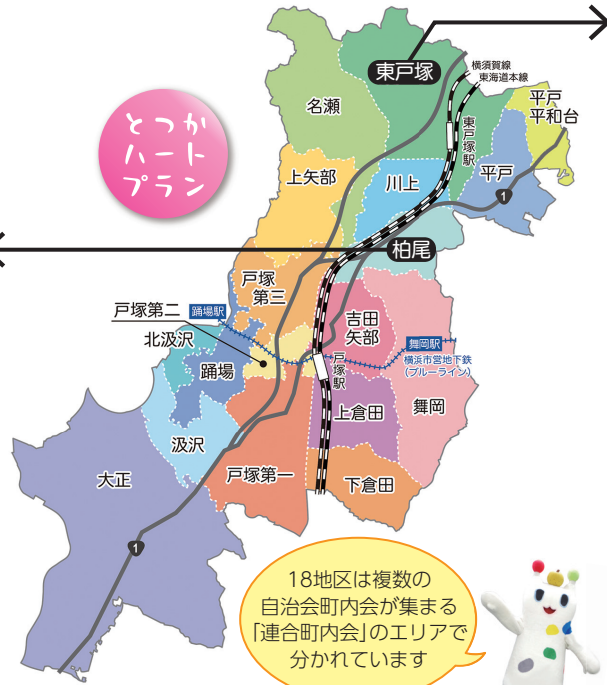 東戸塚
横須賀線
東海道本線
名瀬
東戸塚駅
平戸
平和台
とつか
ハート
プラン
上矢部
川上
平戸
1
柏尾
戸塚
第三
戸塚第二
踊場駅
吉田
矢部
北汲沢
踊場
戸塚駅
舞岡駅
横浜市営地下鉄
(ブルーライン)
上倉田
舞岡
汲沢
大正
戸塚第一
下倉田
1
18地区は複数の
自治会町内会が集まる
「連合町内会」のエリアで
分かれています